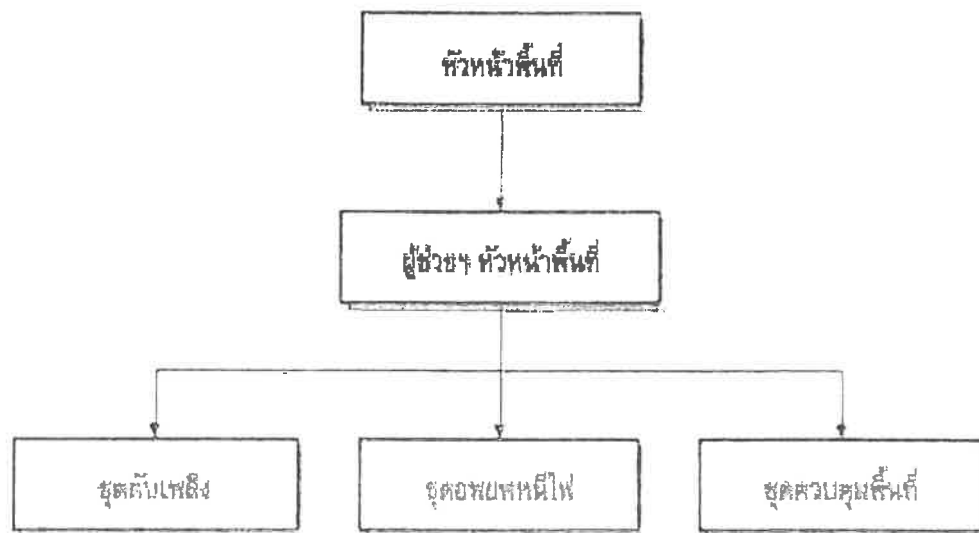 หัวหน้าพื้นที่
ผู้ช่วยฯ หัวหน้าพื้นที่
ชุดดับเพลิง
ชุดอพยพหนีไฟ
ชุดควบคุมพื้นที่